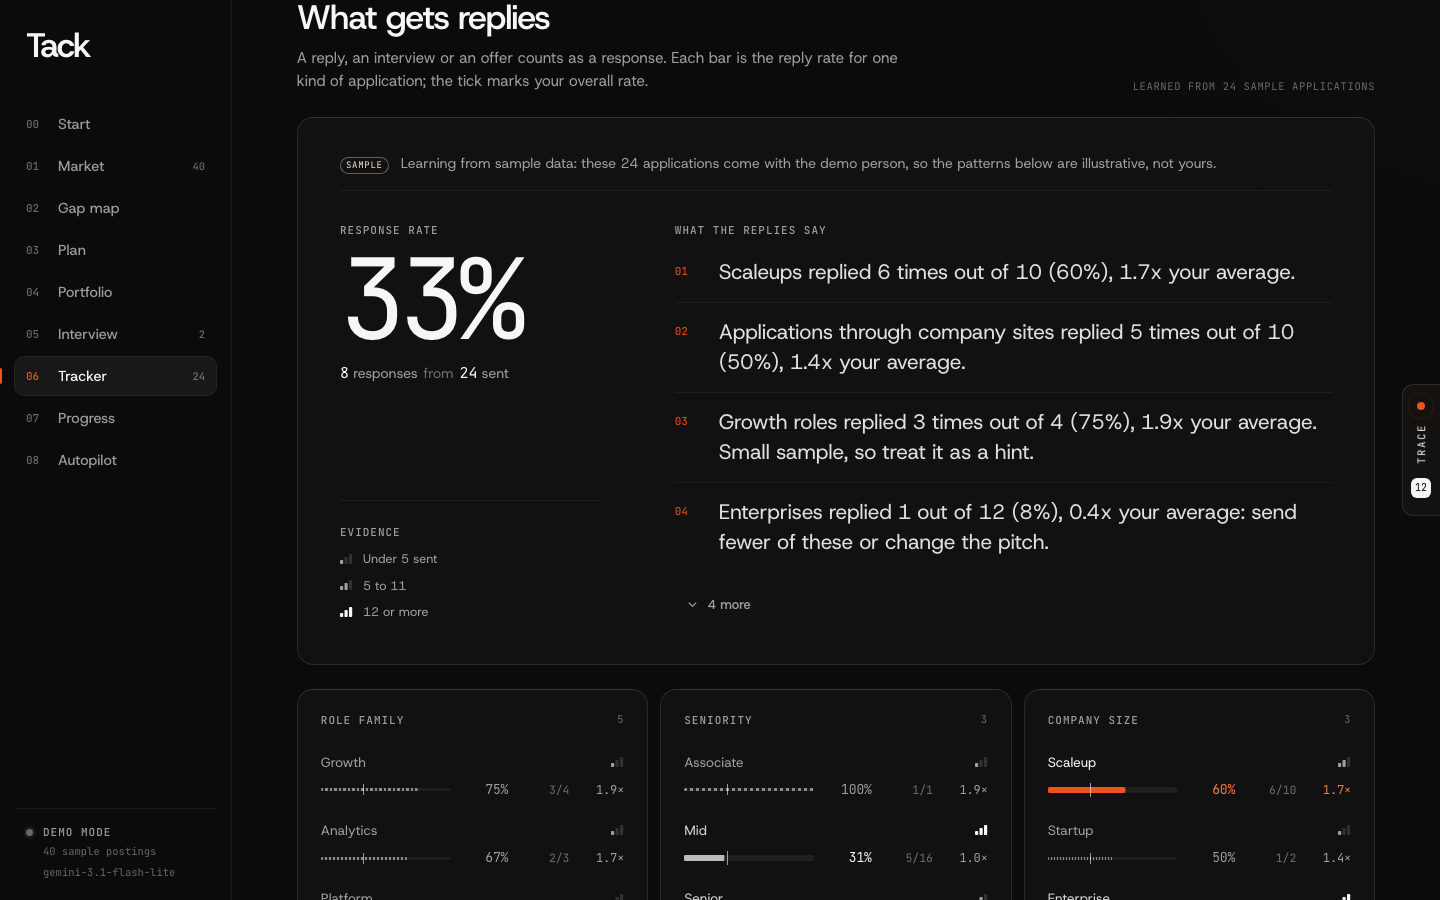 Tack
00 Start
01 Market 40
02 Gap map
03 Plan
04 Portfolio
05 Interview 2
06 Tracker 24
07 Progress
08 Autopilot
DEMO MODE
40 sample postings
gemini-3.1-flash-lite
What gets replies
A reply, an interview or an offer counts as a response. Each bar is the reply rate for one
kind of application; the tick marks your overall rate.
LEARNED FROM 24 SAMPLE APPLICATIONS
SAMPLE Learning from sample data: these 24 applications come with the demo person, so the patterns below are illustrative, not yours.
RESPONSE RATE
33%
8 responses from 24 sent
EVIDENCE
Under 5 sent
5 to 11
12 or more
WHAT THE REPLIES SAY
01 Scaleups replied 6 times out of 10 (60%), 1.7x your average.
02 Applications through company sites replied 5 times out of 10
(50%), 1.4x your average.
03 Growth roles replied 3 times out of 4 (75%), 1.9x your average.
Small sample, so treat it as a hint.
04 Enterprises replied 1 out of 12 (8%), 0.4x your average: send
fewer of these or change the pitch.
4 more
ROLE FAMILY 5
Growth
75% 3/4 1.9×
Analytics
67% 2/3 1.7×
Platform
SENIORITY 3
Associate
100% 1/1 1.9×
Mid
31% 5/16 1.0×
Senior
COMPANY SIZE 3
Scaleup
60% 6/10 1.7×
Startup
50% 1/2 1.4×
Enterprise
TRACE
12